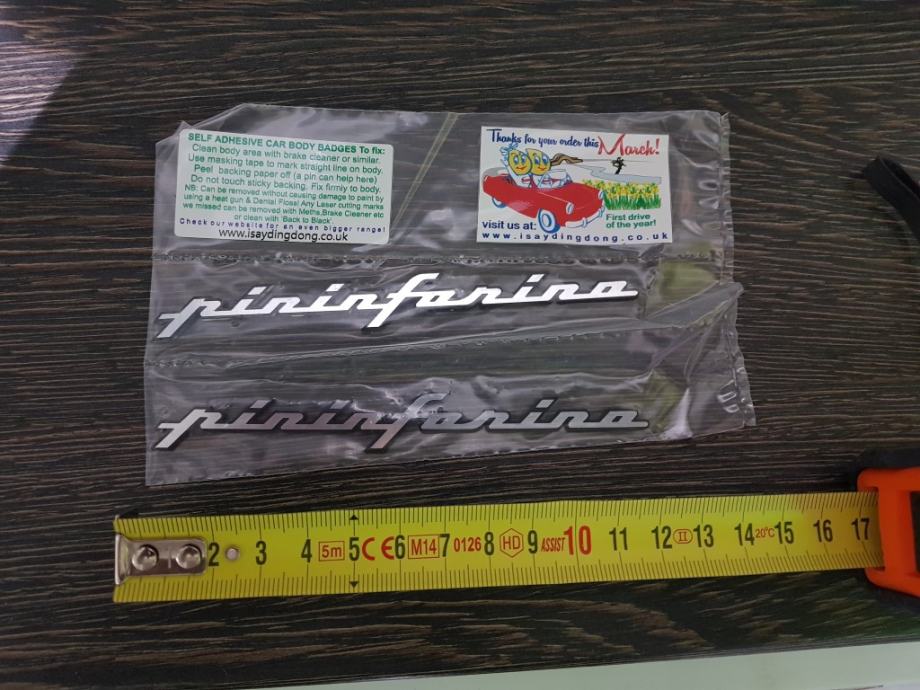 SELF ADHESIVE CAR BODY BADGES To fix:
Clean body area with brake cleaner or similar.
Use masking tape to mark straight line on body.
Peel backing paper off (a pin can help here)
Do not touch sticky backing. Fix firmly to body.
NB: Can be removed without causing damage to paint by
using a heat gun & Dental Floss! Any Laser cutting marks
we missed can be removed with Meths,Brake Cleaner etc
or clean with 'Back to Black'.
Check our website for an even bigger range!
www.isaydingdong.co.uk
Thanks for your order this March!
First drive
of the year!
visit us at:
www.isaydingdong.co.uk
pininfarina
pininfarina
2 3 4 5m 5 CE 6 M14 7 0126 8 HD 9 ASSIST 10 11 12 II 13 14 20°C 15 16 17